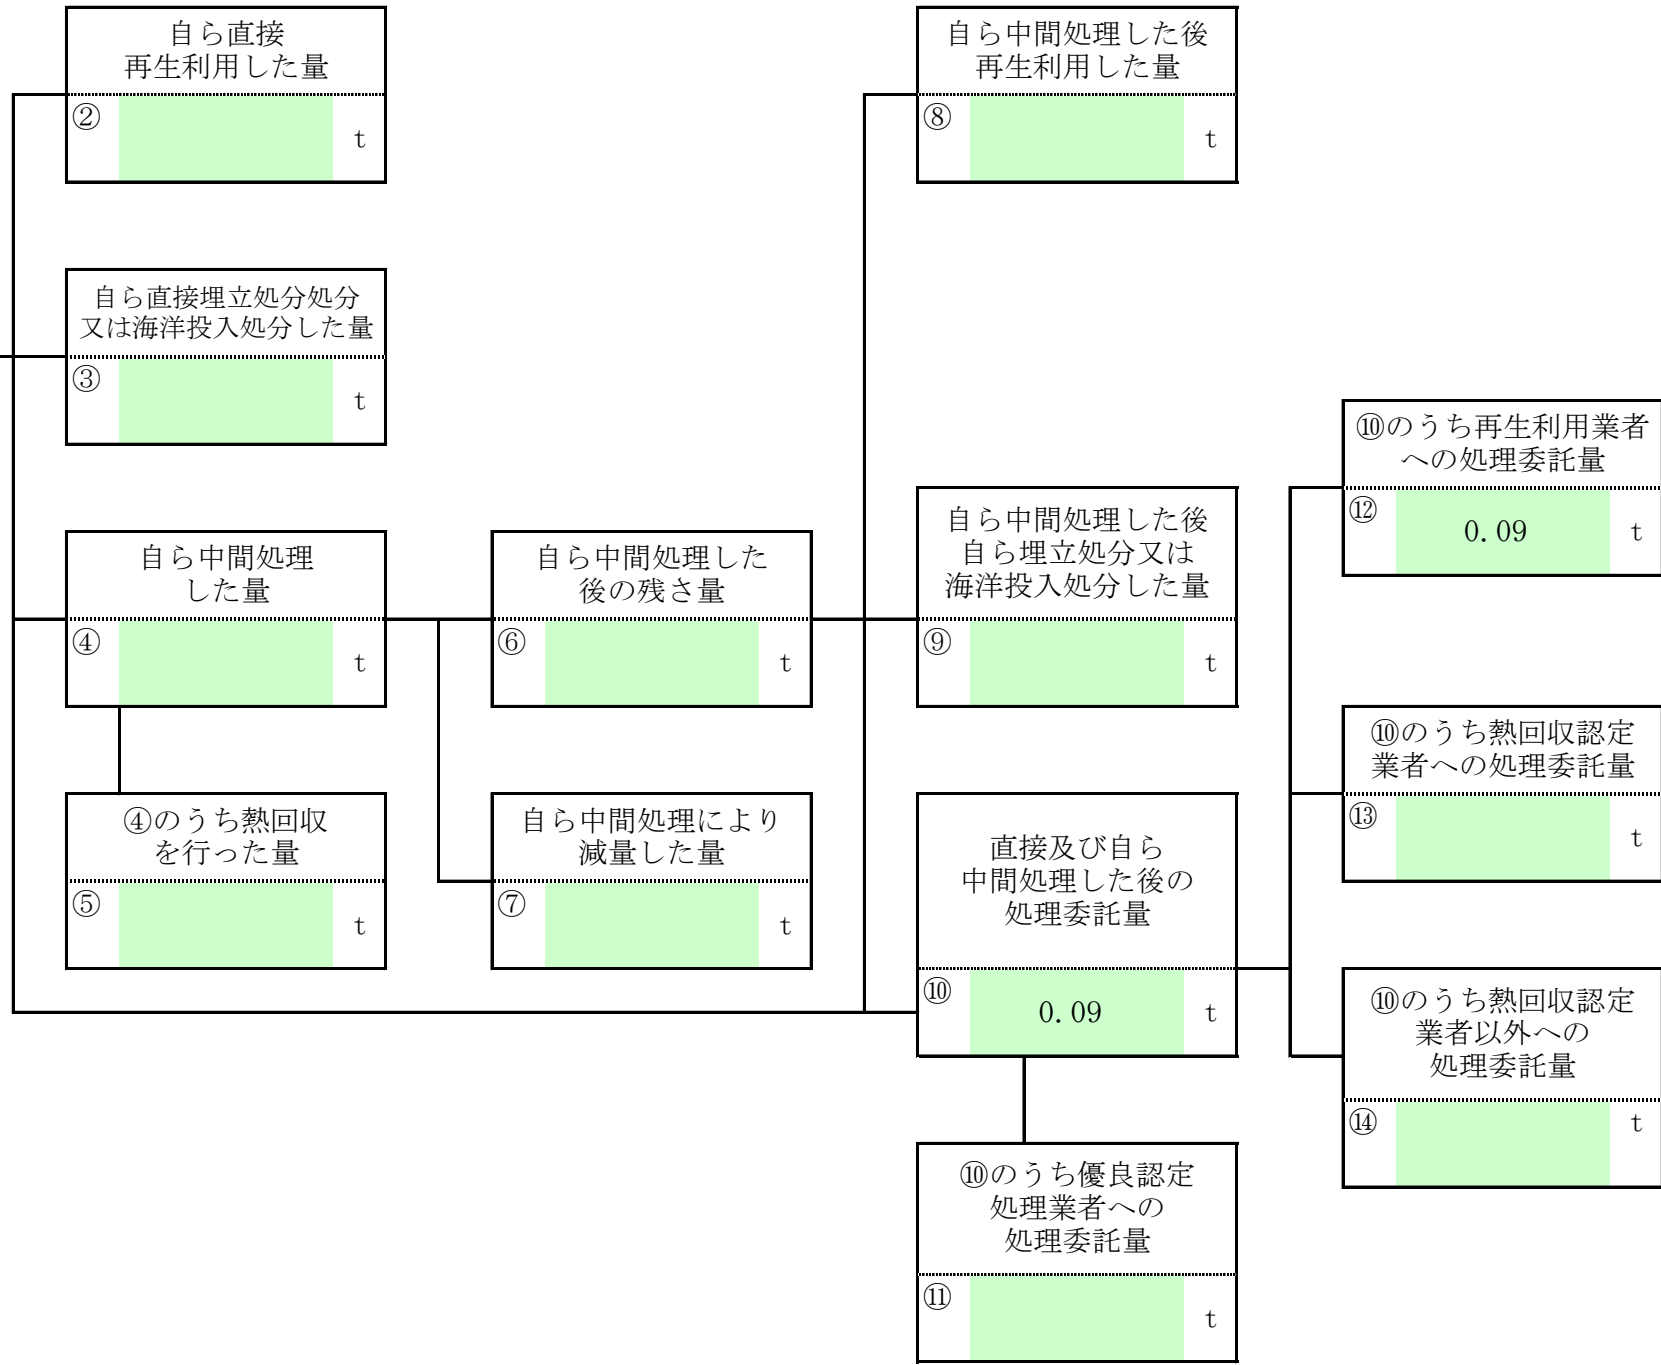 自ら直接
再生利用した量
②
t
自ら中間処理した後
再生利用した量
⑧
t
自ら直接埋立処分処分
又は海洋投入処分した量
③
t
⑩のうち再生利用業者
への処理委託量
⑫
0.09
t
自ら中間処理
した量
④
t
自ら中間処理した
後の残さ量
⑥
t
自ら中間処理した後
自ら埋立処分又は
海洋投入処分した量
⑨
t
⑩のうち熱回収認定
業者への処理委託量
⑬
t
④のうち熱回収
を行った量
⑤
t
自ら中間処理により
減量した量
⑦
t
直接及び自ら
中間処理した後の
処理委託量
⑩
0.09
t
⑩のうち熱回収認定
業者以外への
処理委託量
⑭
t
⑩のうち優良認定
処理業者への
処理委託量
⑪
t